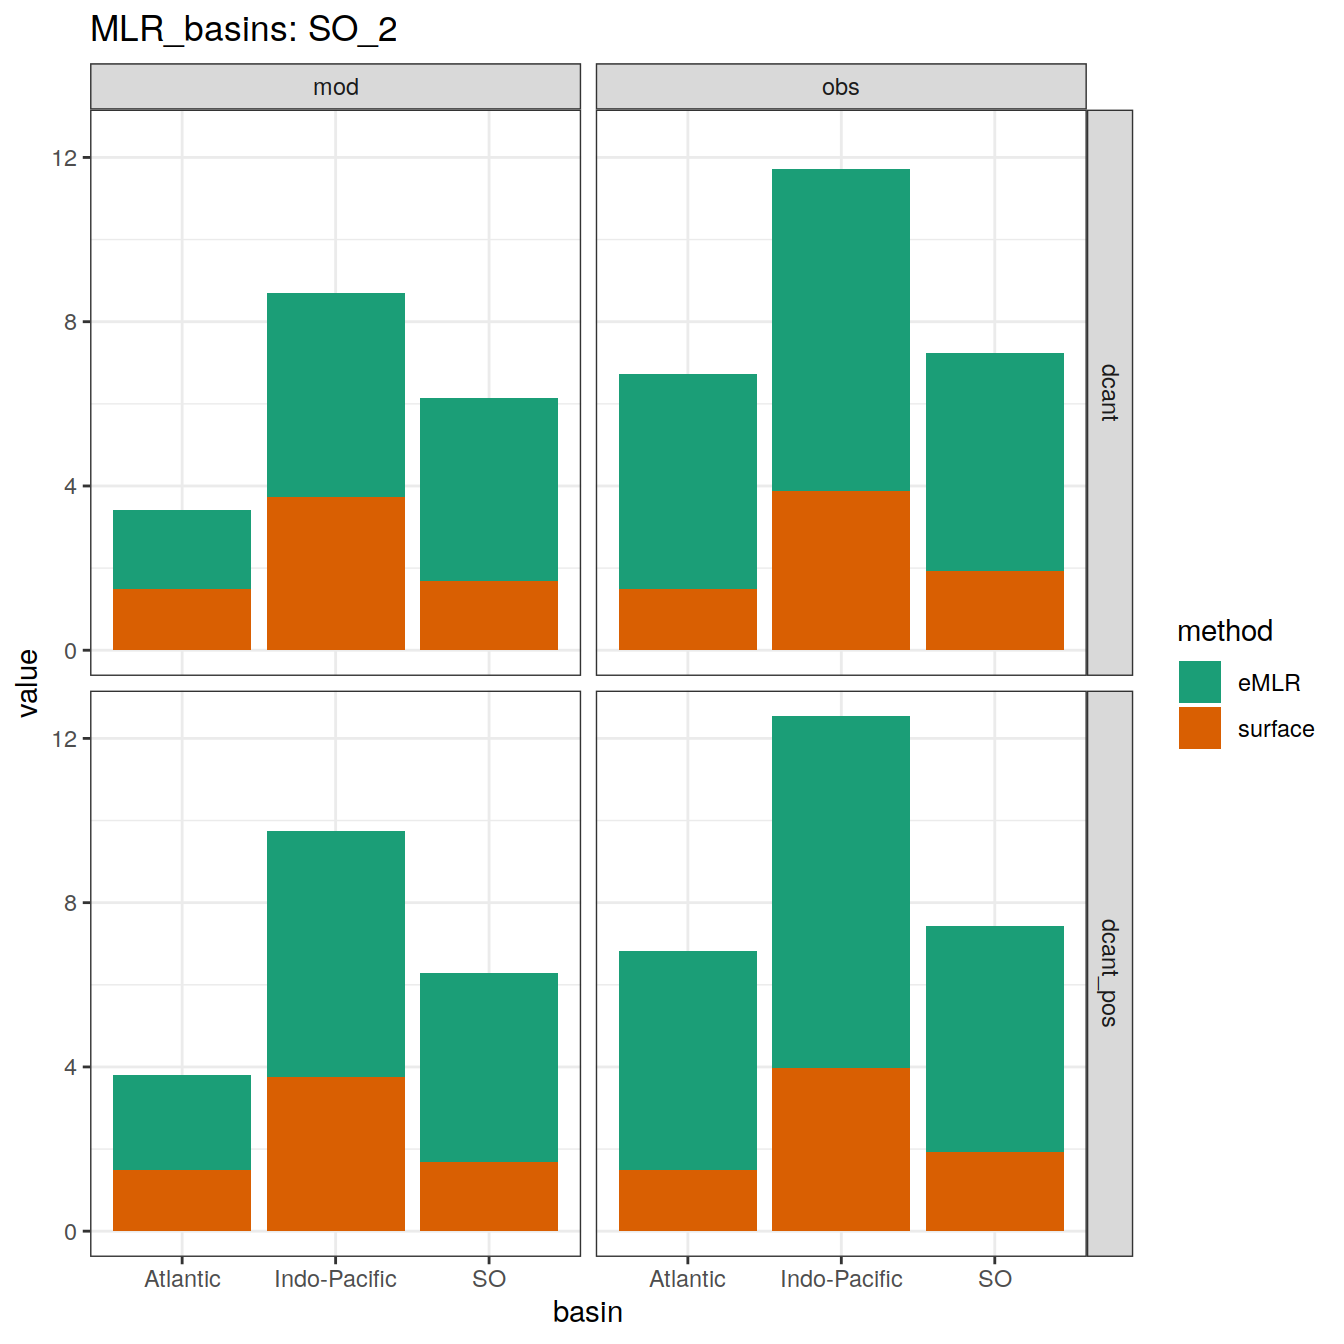 MLR_basins: SO_2
mod
obs
12
8
4
0
dcant
12
8
4
0
dcant_pos
value
Atlantic
Indo-Pacific
SO
Atlantic
Indo-Pacific
SO
basin
method
eMLR
surface